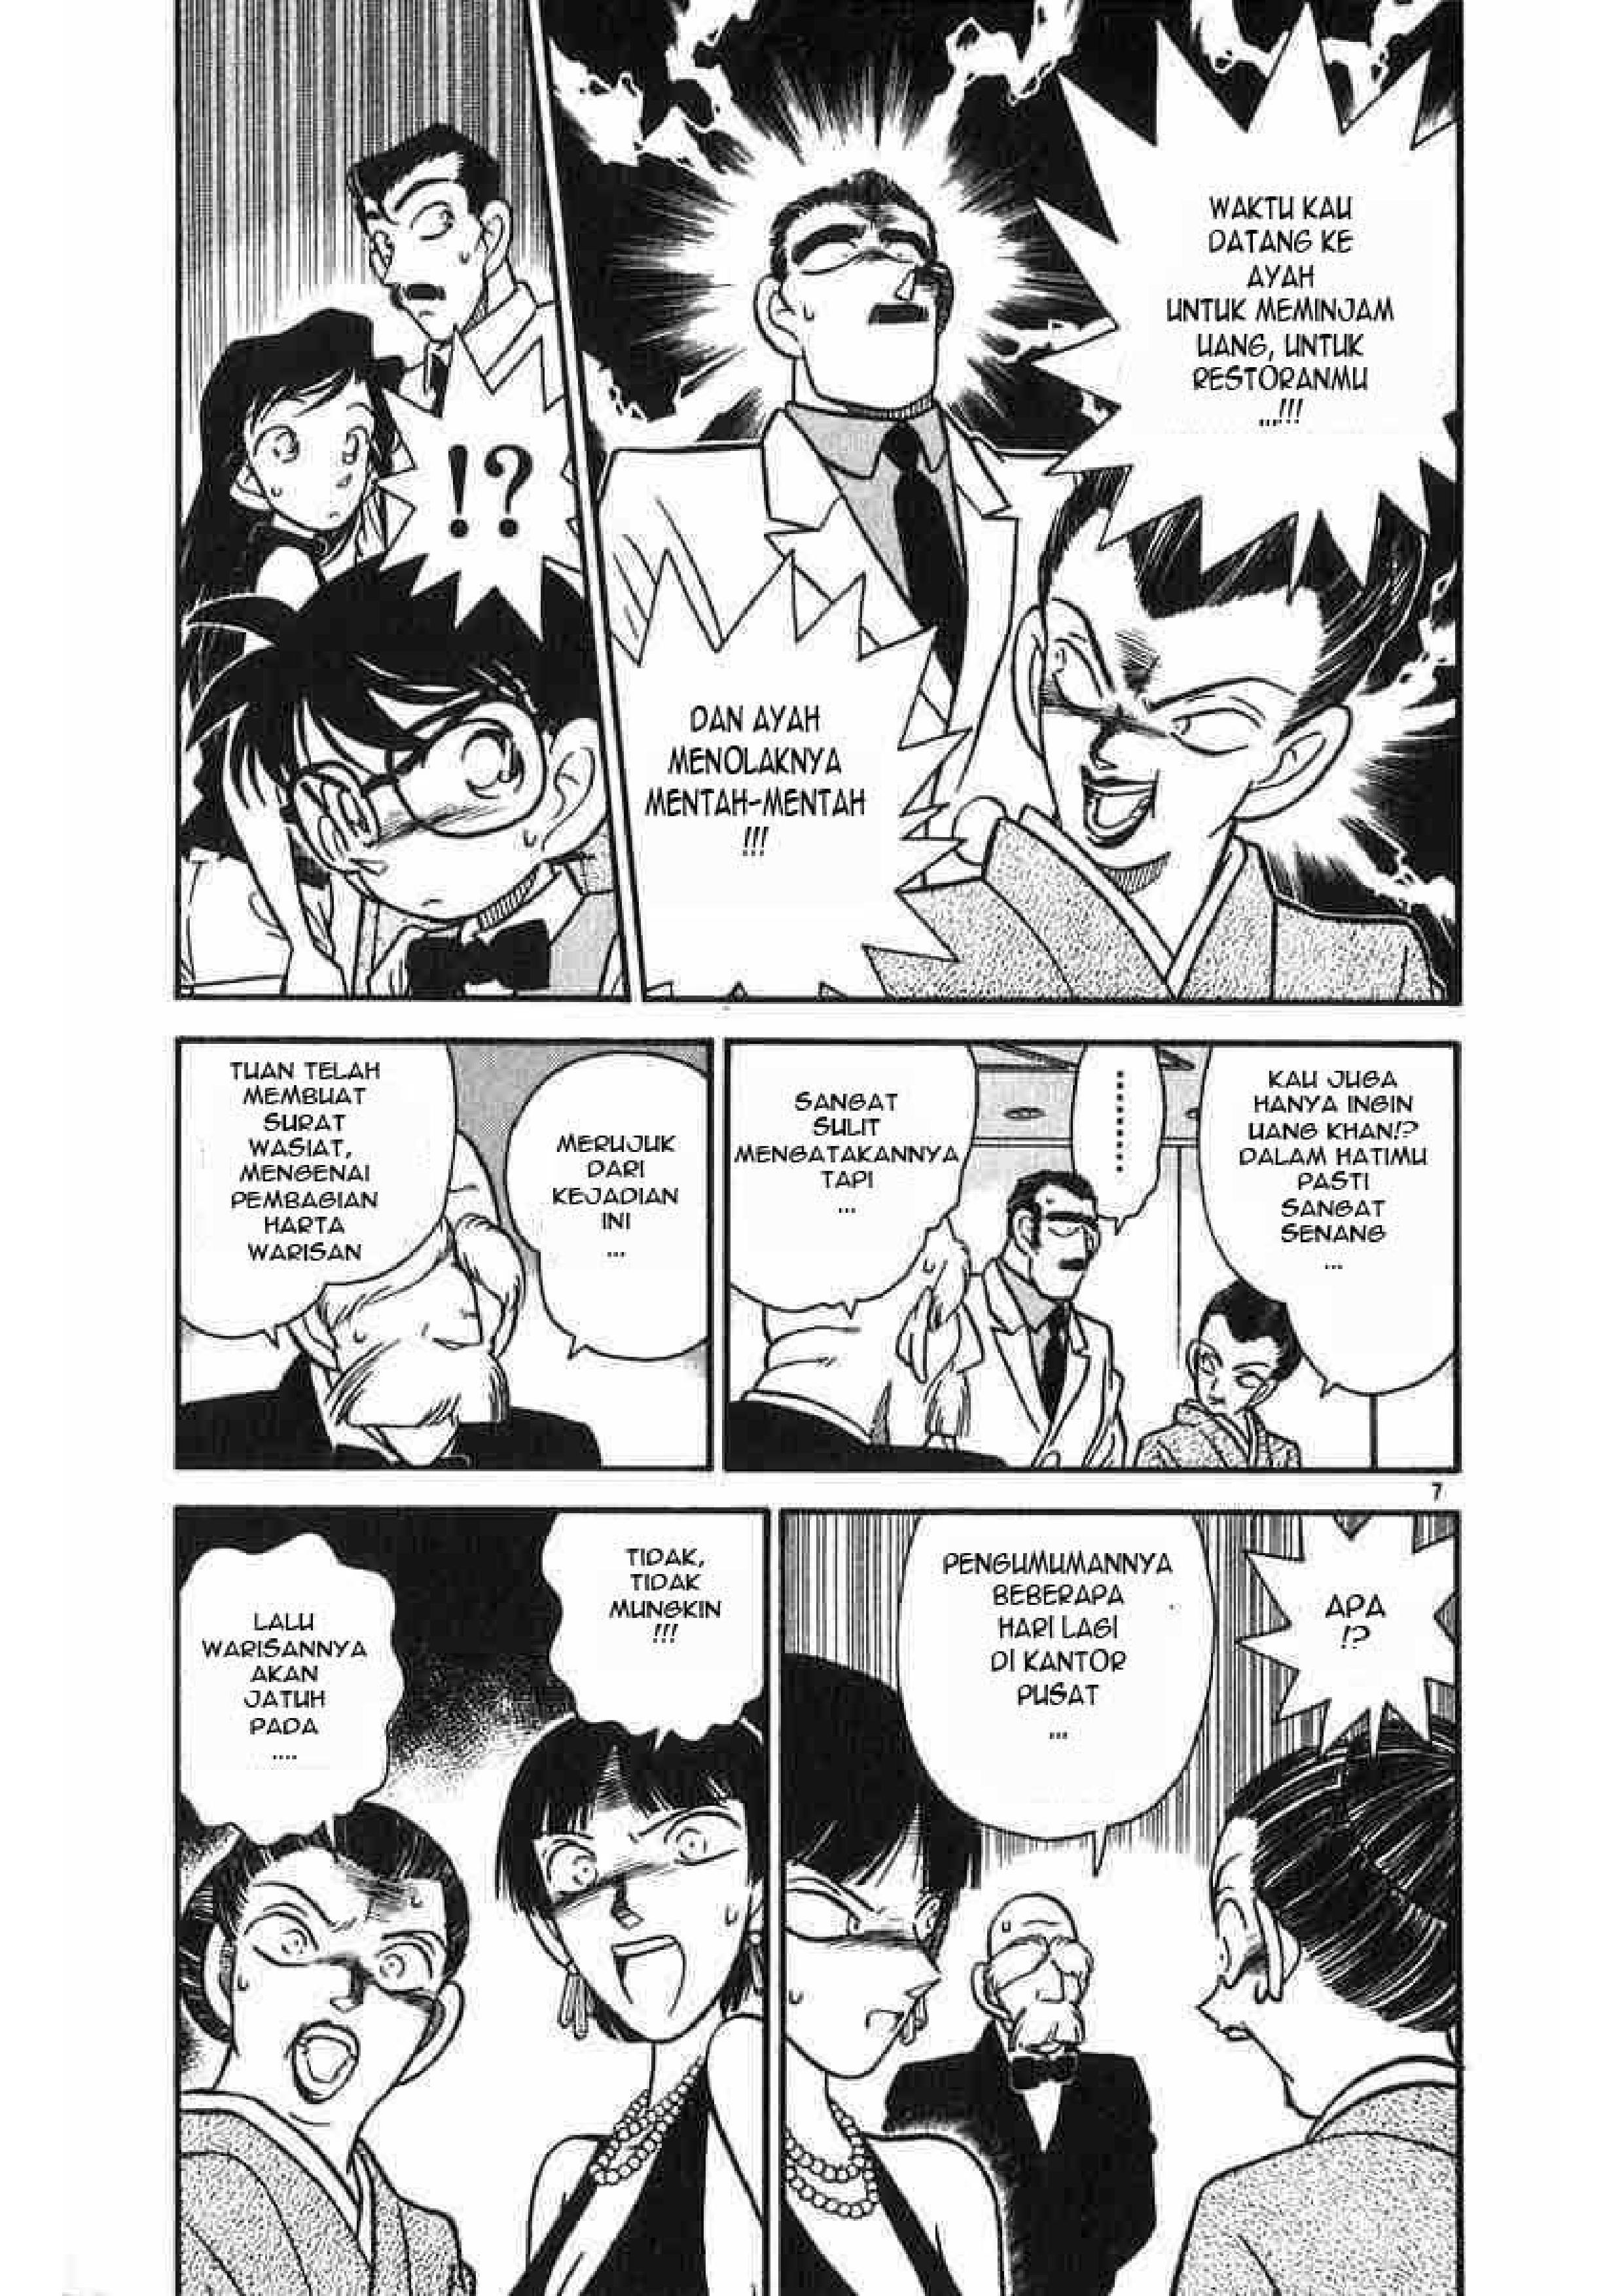 WAKTU KAU
DATANG KE
AYAH
UNTUK MEMINJAM
UANG, UNTUK
RESTORANMU
...!!!
DAN AYAH
MENOLAKNYA
MENTAH-MENTAH
!!!
!?
KAU JUGA
HANYA INGIN
UANG KHAN!?
DALAM HATIMU
PASTI
SANGAT
SENANG
...
.........
SANGAT
SULIT
MENGATAKANNYA
TAPI
...
MERUJUK
DARI
KEJADIAN
INI
...
TUAN TELAH
MEMBUAT
SURAT
WASIAT,
MENGENAI
PEMBAGIAN
HARTA
WARISAN
7
APA
!?
PENGUMUMANNYA
BEBERAPA
HARI LAGI
DI KANTOR
PUSAT
...
TIDAK,
TIDAK
MUNGKIN
!!!
LALU
WARISANNYA
AKAN
JATUH
PADA
....